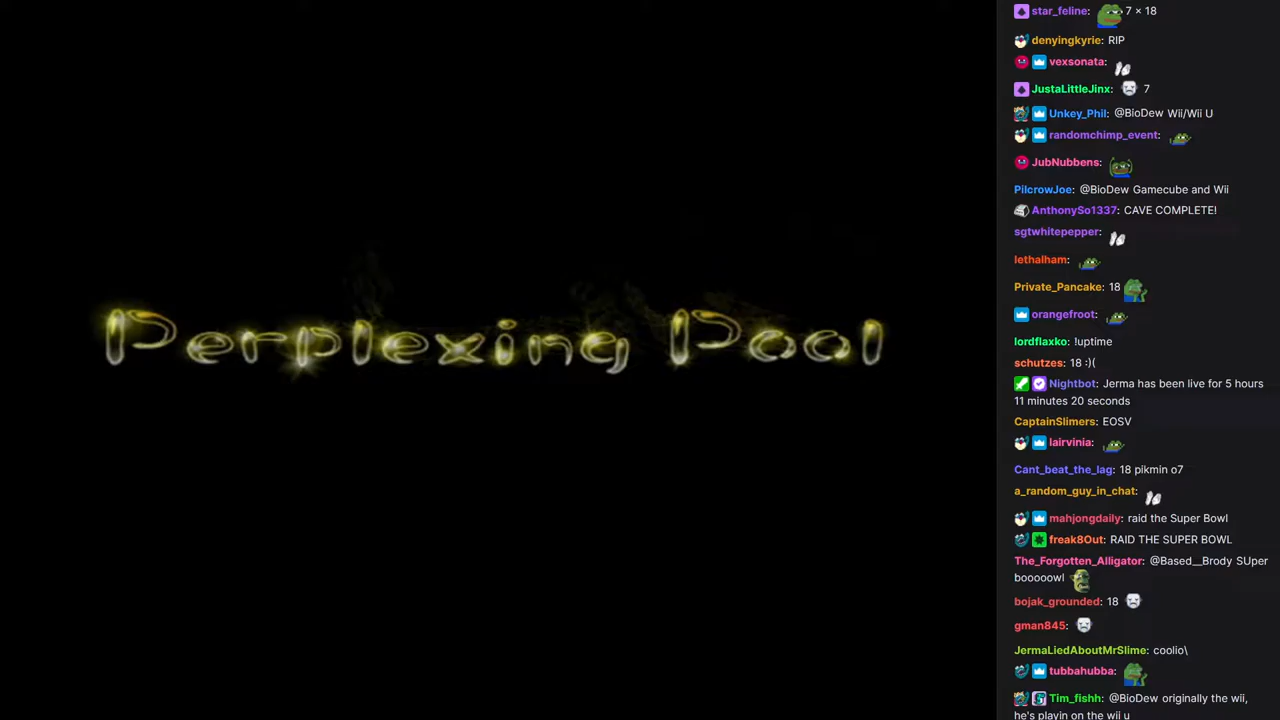 Perplexing Pool
star_feline: 7 × 18
denyingkyrie: RIP
vexsonata:
JustaLittleJinx: 7
Unkey_Phil: @BioDew Wii/Wii U
randomchimp_event:
JubNubbens:
PilcrowJoe: @BioDew Gamecube and Wii
AnthonySo1337: CAVE COMPLETE!
sgtwhitepepper:
lethalham:
Private_Pancake: 18
orangefroot:
lordflaxko: !uptime
schutzes: 18 :)(
Nightbot: Jerma has been live for 5 hours
11 minutes 20 seconds
CaptainSlimers: EOSV
lairvinia:
Cant_beat_the_lag: 18 pikmin o7
a_random_guy_in_chat:
mahjongdaily: raid the Super Bowl
freak8Out: RAID THE SUPER BOWL
The_Forgotten_Alligator: @Based__Brody SUper
booooowl
bojak_grounded: 18
gman845:
JermaLiedAboutMrSlime: coolio\
tubbahubba:
Tim_fishh: @BioDew originally the wii,
he's playin on the wii u